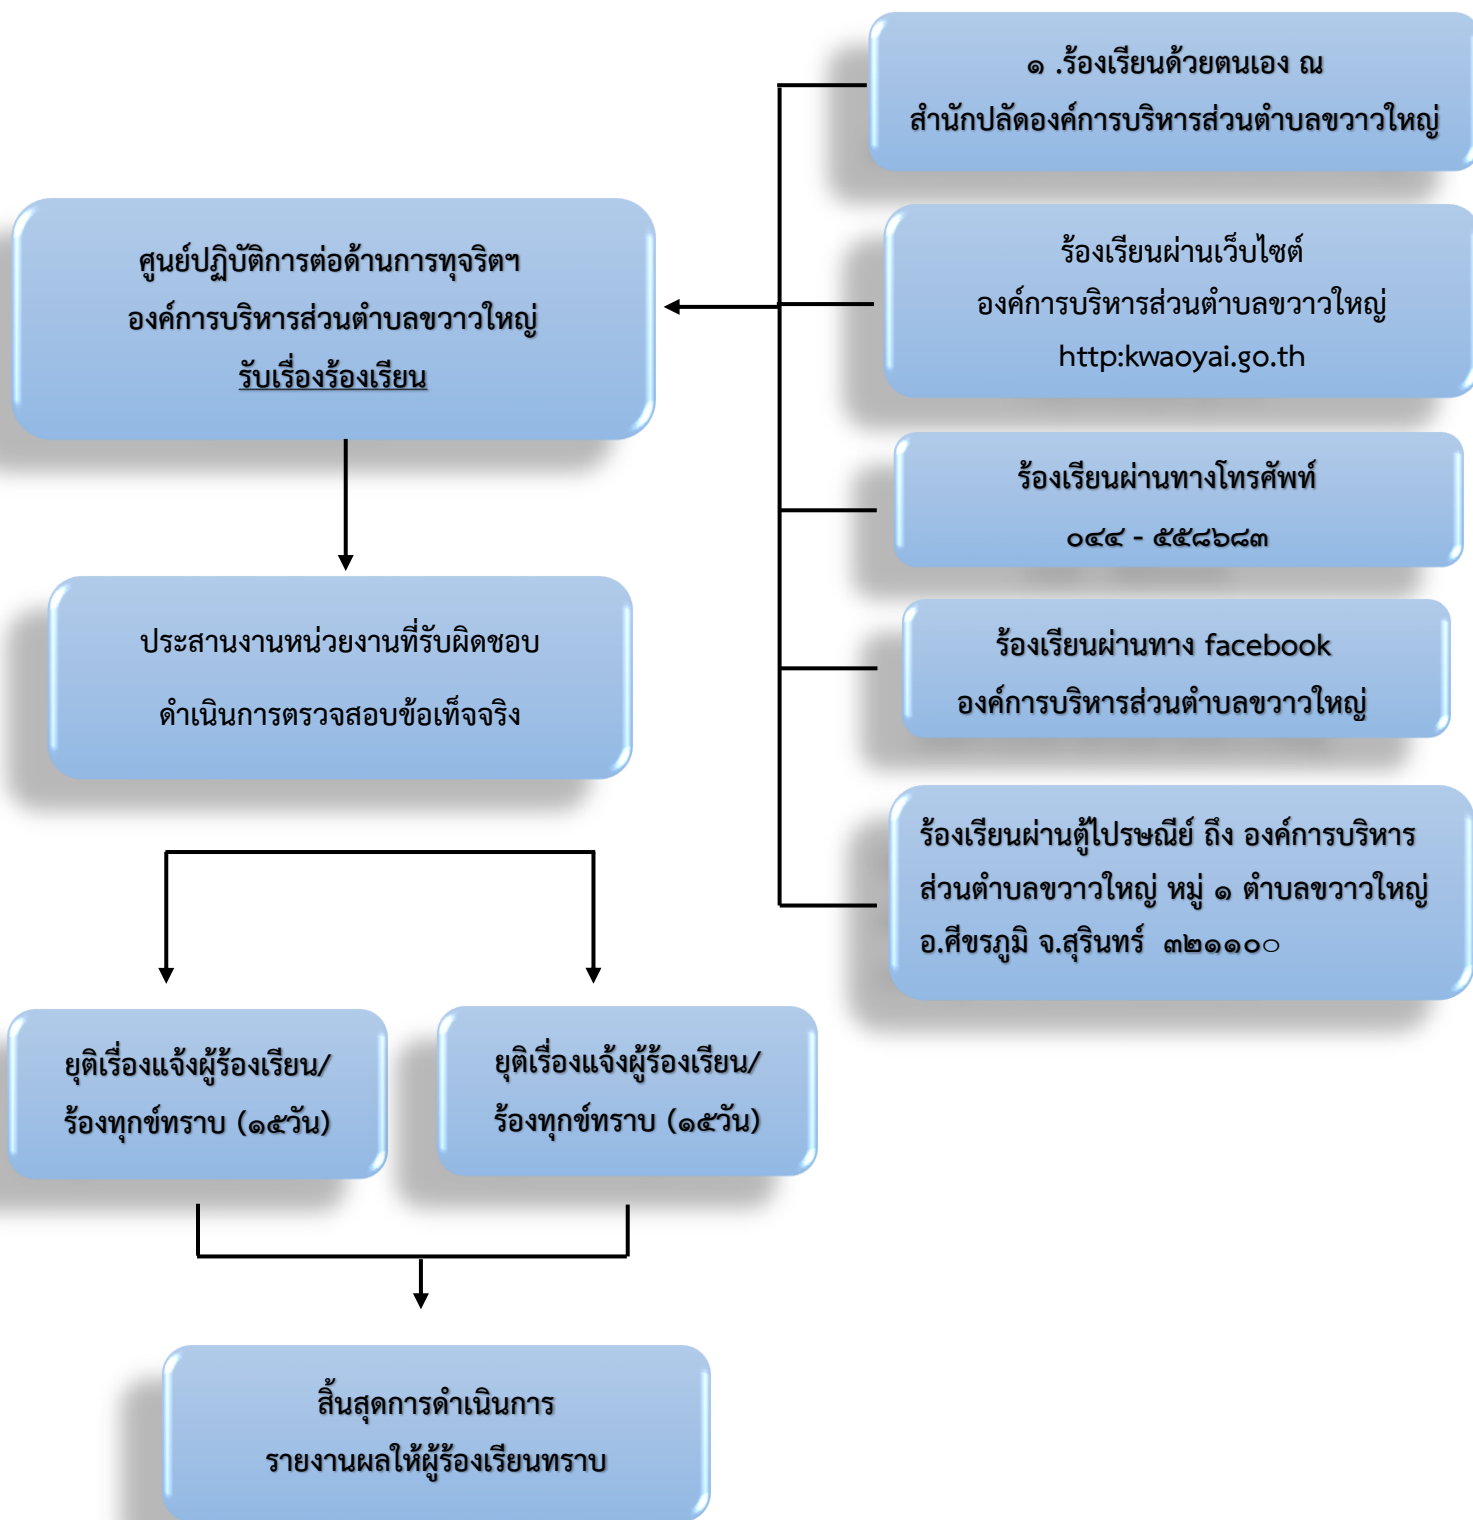 ๑ .ร้องเรียนด้วยตนเอง ณ
สำนักปลัดองค์การบริหารส่วนตำบลขวาวใหญ่
ร้องเรียนผ่านเว็บไซต์
องค์การบริหารส่วนตำบลขวาวใหญ่
http:kwaoyai.go.th
ร้องเรียนผ่านทางโทรศัพท์
๐๔๔ - ๕๕๘๖๘๓
ร้องเรียนผ่านทาง facebook
องค์การบริหารส่วนตำบลขวาวใหญ่
ร้องเรียนผ่านตู้ไปรษณีย์ ถึง องค์การบริหาร
ส่วนตำบลขวาวใหญ่ หมู่ ๑ ตำบลขวาวใหญ่
อ.ศีขรภูมิ จ.สุรินทร์ ๓๒๑๑๐๐
ศูนย์ปฏิบัติการต่อด้านการทุจริตฯ
องค์การบริหารส่วนตำบลขวาวใหญ่
รับเรื่องร้องเรียน
ประสานงานหน่วยงานที่รับผิดชอบ
ดำเนินการตรวจสอบข้อเท็จจริง
ยุติเรื่องแจ้งผู้ร้องเรียน/
ร้องทุกข์ทราบ (๑๕วัน)
ยุติเรื่องแจ้งผู้ร้องเรียน/
ร้องทุกข์ทราบ (๑๕วัน)
สิ้นสุดการดำเนินการ
รายงานผลให้ผู้ร้องเรียนทราบ